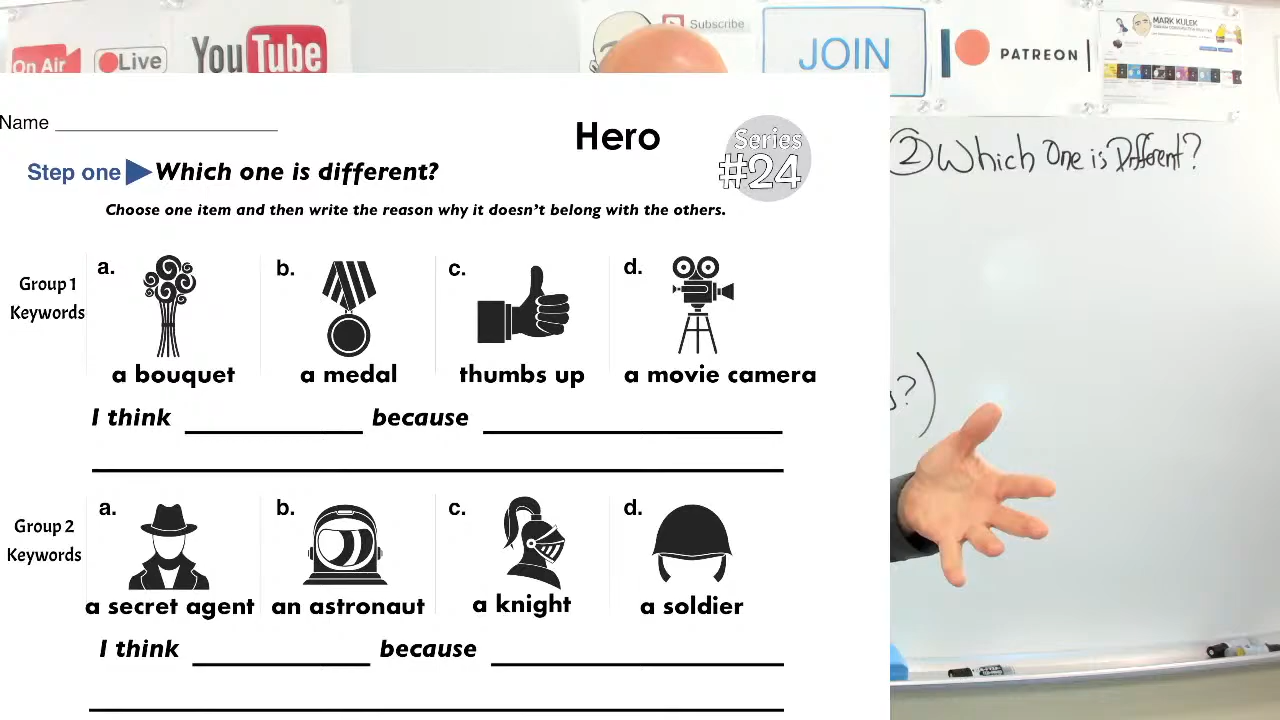 On Air
Live
YouTube
Subscribe
JOIN
PATREON
MARK KULEK
Name
Hero
Series
#24
Step one Which one is different?
Choose one item and then write the reason why it doesn't belong with the others.
② Which One is Different?
Group 1
Keywords
a. b. c. d.
a bouquet a medal thumbs up a movie camera
I think because
s?)
Group 2
Keywords
a. b. c. d.
a secret agent an astronaut a knight a soldier
I think because